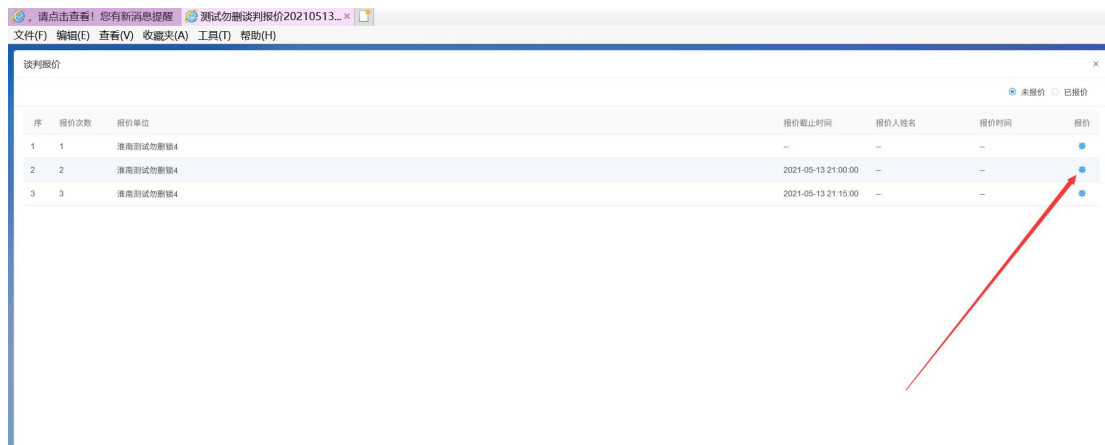 ，请点击查看！您有新消息提醒 测试勿删谈判报价20210513... ×
文件(F) 编辑(E) 查看(V) 收藏夹(A) 工具(T) 帮助(H)
谈判报价 ×
未报价 已报价
序 报价次数 报价单位 报价截止时间 报价人姓名 报价时间 报价
1 1 淮南测试勿删锁4 -- -- --
2 2 淮南测试勿删锁4 2021-05-13 21:00:00 -- --
3 3 淮南测试勿删锁4 2021-05-13 21:15:00 -- --